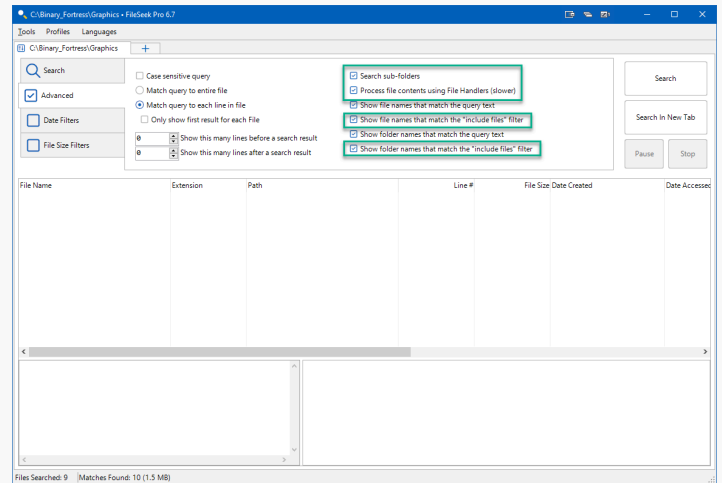 C:\Binary_Fortress\Graphics • FileSeek Pro 6.7
Tools Profiles Languages
C:\Binary_Fortress\Graphics
Search
Advanced
Date Filters
File Size Filters
Case sensitive query
Match query to entire file
Match query to each line in file
Only show first result for each File
0 Show this many lines before a search result
0 Show this many lines after a search result
Search sub-folders
Process file contents using File Handlers (slower)
Show file names that match the query text
Show file names that match the "include files" filter
Show folder names that match the query text
Show folder names that match the "include files" filter
Search
Search In New Tab
Pause Stop
File Name Extension Path Line # File Size Date Created Date Accessed
Files Searched: 9 Matches Found: 10 (1.5 MB)